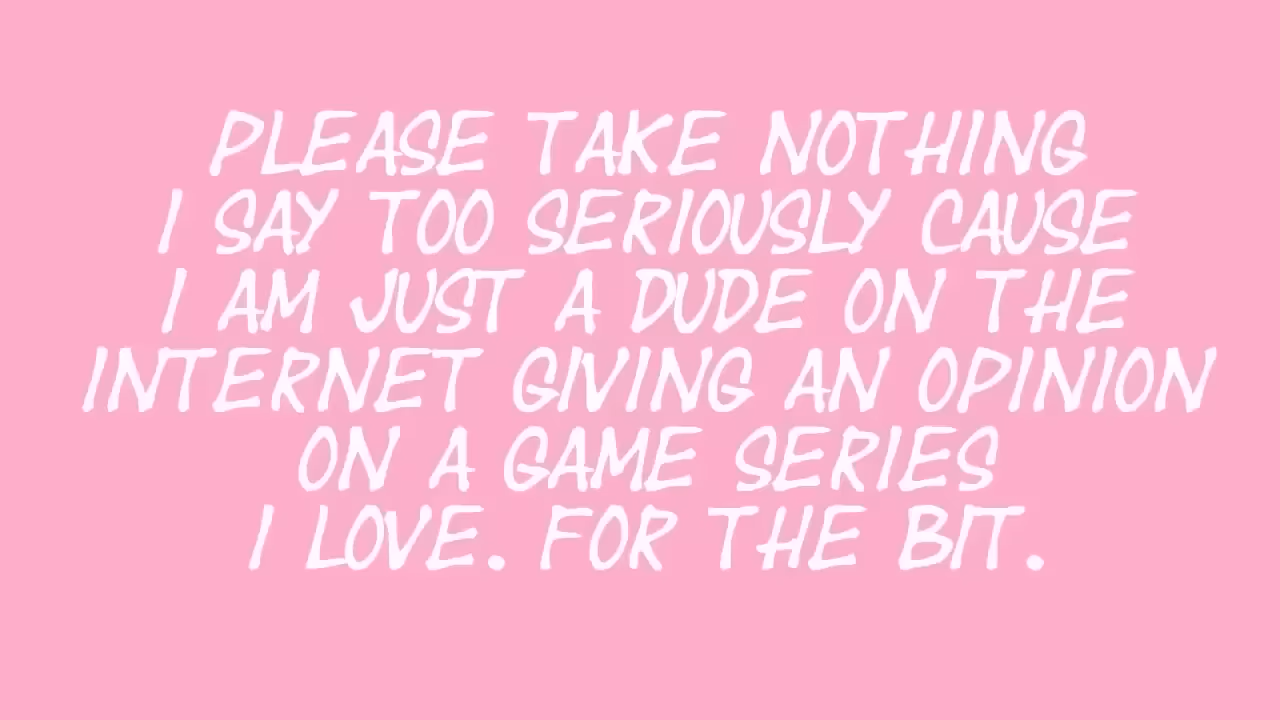 PLEASE TAKE NOTHING
I SAY TOO SERIOUSLY CAUSE
I AM JUST A DUDE ON THE
INTERNET GIVING AN OPINION
ON A GAME SERIES
I LOVE. FOR THE BIT.